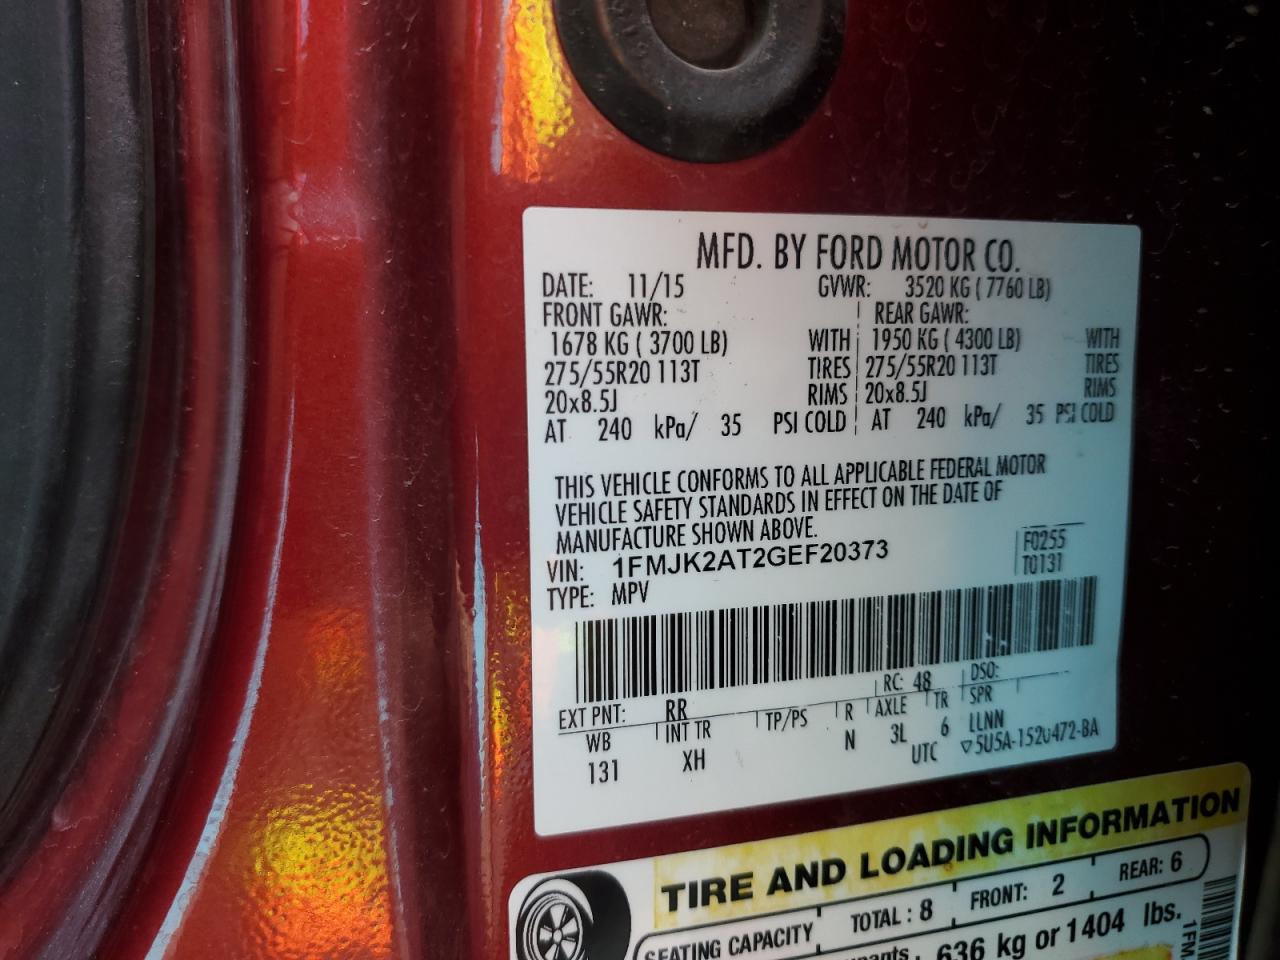 MFD. BY FORD MOTOR CO.
DATE: 11/15 GVWR: 3520 KG ( 7760 LB)
FRONT GAWR: REAR GAWR:
1678 KG ( 3700 LB) WITH 1950 KG ( 4300 LB) WITH
275/55R20 113T TIRES 275/55R20 113T TIRES
20x8.5J RIMS 20x8.5J RIMS
AT 240 kPa/ 35 PSI COLD AT 240 kPa/ 35 PSI COLD
THIS VEHICLE CONFORMS TO ALL APPLICABLE FEDERAL MOTOR
VEHICLE SAFETY STANDARDS IN EFFECT ON THE DATE OF
MANUFACTURE SHOWN ABOVE.
VIN: 1FMJK2AT2GEF20373 F0255
TYPE: MPV T0131
EXT PNT: RR RC: 48 DSO:
WB INT TR TP/PS R AXLE TR SPR
131 XH N 3L 6 LLNN
UTC ▽5U5A-1520472-BA
TIRE AND LOADING INFORMATION
SEATING CAPACITY TOTAL : 8 FRONT: 2 REAR: 6
636 kg or 1404 lbs.
1FM